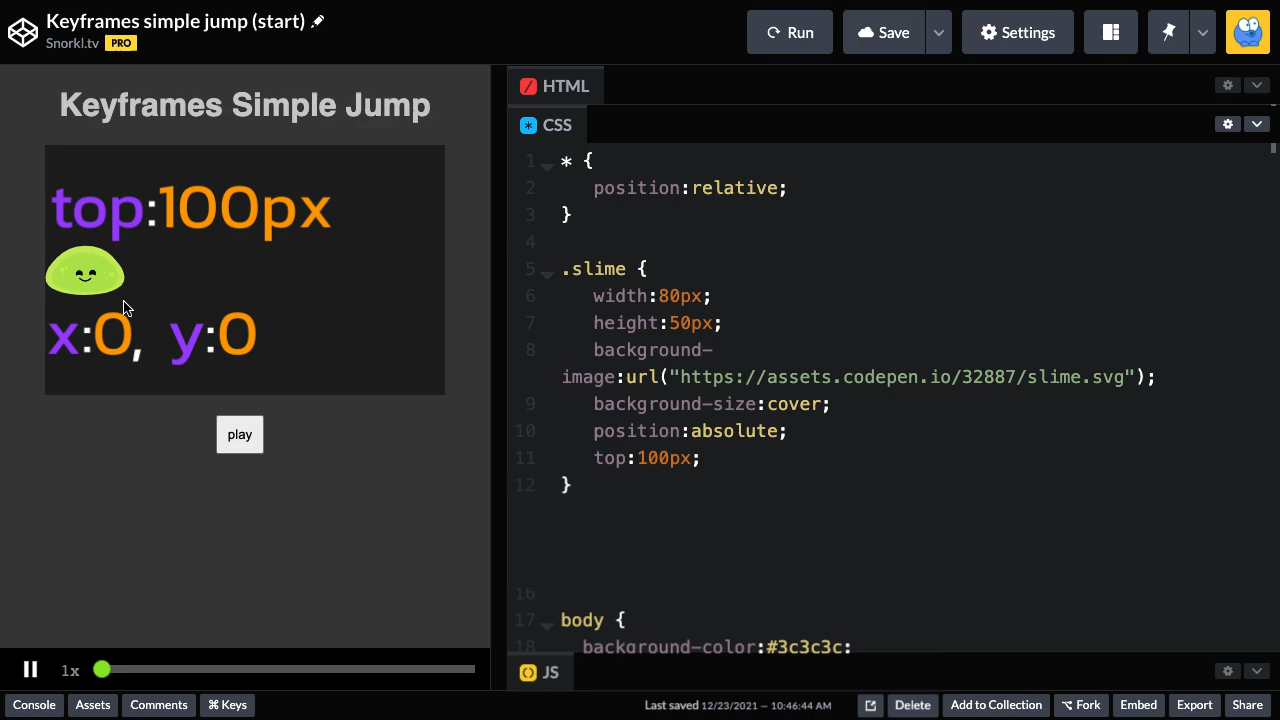 Keyframes simple jump (start)
Snorkl.tv PRO
Run
Save
Settings
Keyframes Simple Jump
top:100px
x:0, y:0
play
1x
HTML
CSS
1 * {
2 position:relative;
3 }
4
5 .slime {
6 width:80px;
7 height:50px;
8 background-
image:url("https://assets.codepen.io/32887/slime.svg");
9 background-size:cover;
10 position:absolute;
11 top:100px;
12 }
16
17 body {
18 background-color:#3c3c3c;
JS
Console
Assets
Comments
⌘ Keys
Last saved 12/23/2021 — 10:46:44 AM
Delete
Add to Collection
⌥ Fork
Embed
Export
Share